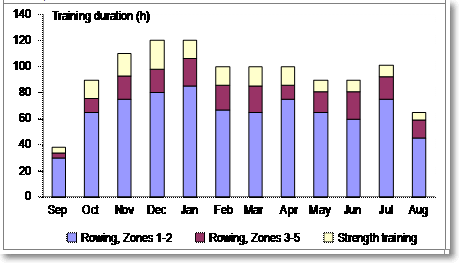 Training duration (h)
140
120
100
80
60
40
20
0
Sep Oct Nov Dec Jan Feb Mar Apr May Jun Jul Aug
Rowing, Zones 1-2 Rowing, Zones 3-5 Strength training